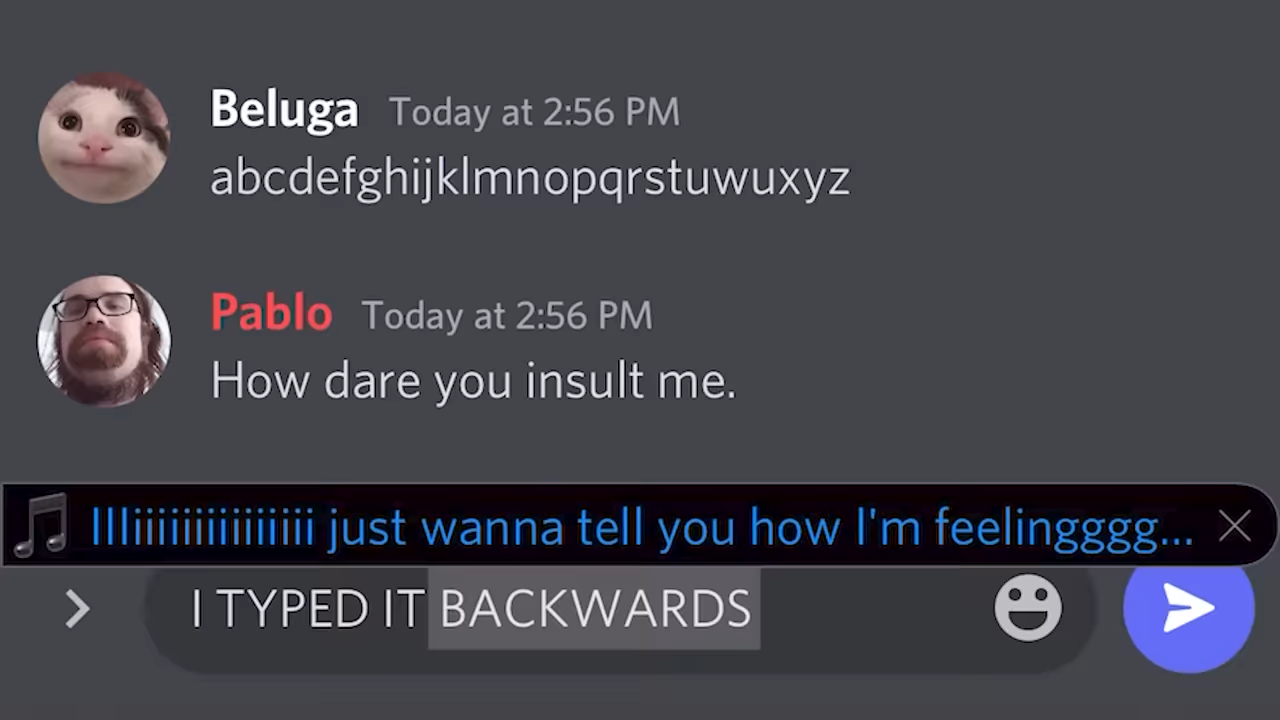 Beluga Today at 2:56 PM
abcdefghijklmnopqrstuwuxyz
Pablo Today at 2:56 PM
How dare you insult me.
IIIiiiiiiiiiiiiiii just wanna tell you how I'm feelingggg...
I TYPED IT BACKWARDS